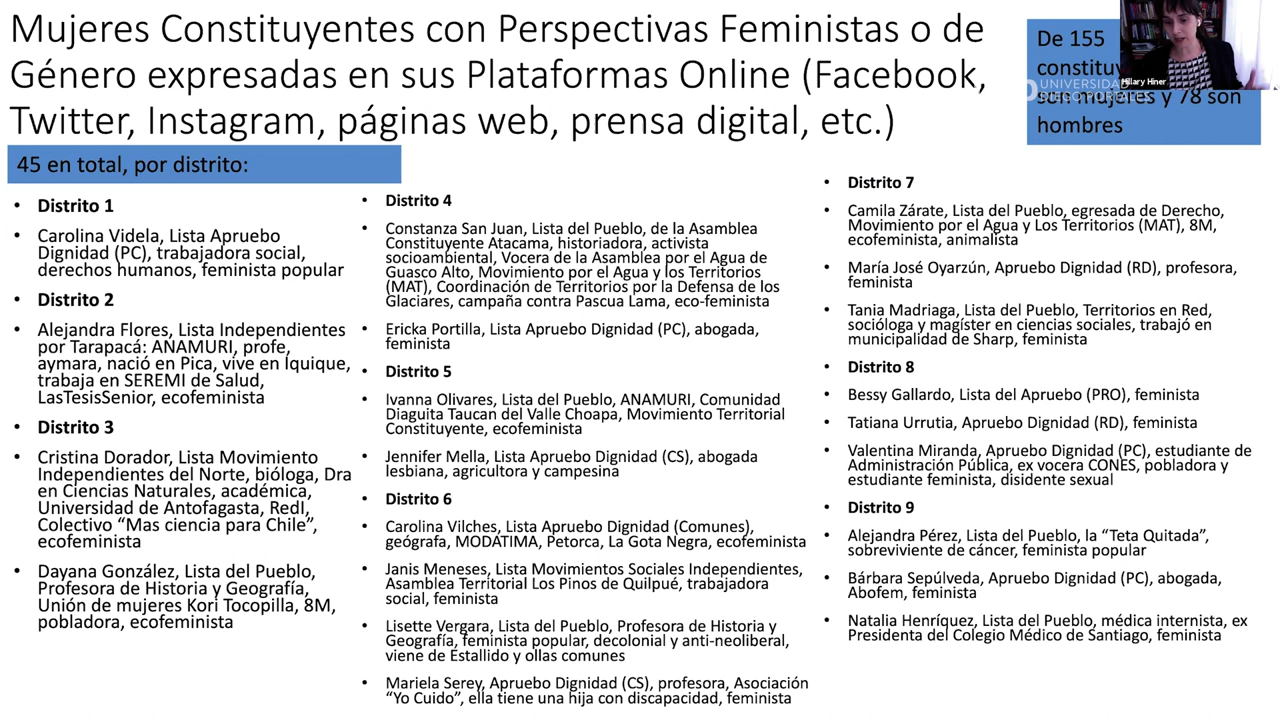 Mujeres Constituyentes con Perspectivas Feministas o de
Género expresadas en sus Plataformas Online (Facebook,
Twitter, Instagram, páginas web, prensa digital, etc.)
De 155
mujeres y 78 son
hombres
Hillary Hiner
UNIVERSIDAD
DIEGO PORTALES
45 en total, por distrito:
• Distrito 1
• Carolina Videla, Lista Apruebo
Dignidad (PC), trabajadora social,
derechos humanos, feminista popular
• Distrito 2
• Alejandra Flores, Lista Independientes
por Tarapacá: ANAMURI, profe,
aymara, nació en Pica, vive en Iquique,
trabaja en SEREMI de Salud,
LasTesisSenior, ecofeminista
• Distrito 3
• Cristina Dorador, Lista Movimiento
Independientes del Norte, bióloga, Dra
en Ciencias Naturales, académica,
Universidad de Antofagasta, RedI,
Colectivo “Mas ciencia para Chile”,
ecofeminista
• Dayana González, Lista del Pueblo,
Profesora de Historia y Geografía,
Unión de mujeres Kori Tocopilla, 8M,
pobladora, ecofeminista
• Distrito 4
• Constanza San Juan, Lista del Pueblo, de la Asamblea
Constituyente Atacama, historiadora, activista
socioambiental, Vocera de la Asamblea por el Agua de
Guasco Alto, Movimiento por el Agua y los Territorios
(MAT), Coordinación de Territorios por la Defensa de los
Glaciares, campaña contra Pascua Lama, eco-feminista
• Ericka Portilla, Lista Apruebo Dignidad (PC), abogada,
feminista
• Distrito 5
• Ivanna Olivares, Lista del Pueblo, ANAMURI, Comunidad
Diaguita Taucan del Valle Choapa, Movimiento Territorial
Constituyente, ecofeminista
• Jennifer Mella, Lista Apruebo Dignidad (CS), abogada
lesbiana, agricultora y campesina
• Distrito 6
• Carolina Vilches, Lista Apruebo Dignidad (Comunes),
geógrafa, MODATIMA, Petorca, La Gota Negra, ecofeminista
• Janis Meneses, Lista Movimientos Sociales Independientes,
Asamblea Territorial Los Pinos de Quilpué, trabajadora
social, feminista
• Lisette Vergara, Lista del Pueblo, Profesora de Historia y
Geografía, feminista popular, decolonial y anti-neoliberal,
viene de Estallido y ollas comunes
• Mariela Serey, Apruebo Dignidad (CS), profesora, Asociación
“Yo Cuido”, ella tiene una hija con discapacidad, feminista
• Distrito 7
• Camila Zárate, Lista del Pueblo, egresada de Derecho,
Movimiento por el Agua y Los Territorios (MAT), 8M,
ecofeminista, animalista
• María José Oyarzún, Apruebo Dignidad (RD), profesora,
feminista
• Tania Madriaga, Lista del Pueblo, Territorios en Red,
socióloga y magíster en ciencias sociales, trabajó en
municipalidad de Sharp, feminista
• Distrito 8
• Bessy Gallardo, Lista del Apruebo (PRO), feminista
• Tatiana Urrutia, Apruebo Dignidad (RD), feminista
• Valentina Miranda, Apruebo Dignidad (PC), estudiante de
Administración Pública, ex vocera CONES, pobladora y
estudiante feminista, disidente sexual
• Distrito 9
• Alejandra Pérez, Lista del Pueblo, la “Teta Quitada”,
sobreviviente de cáncer, feminista popular
• Bárbara Sepúlveda, Apruebo Dignidad (PC), abogada,
Abofem, feminista
• Natalia Henríquez, Lista del Pueblo, médica internista, ex
Presidenta del Colegio Médico de Santiago, feminista